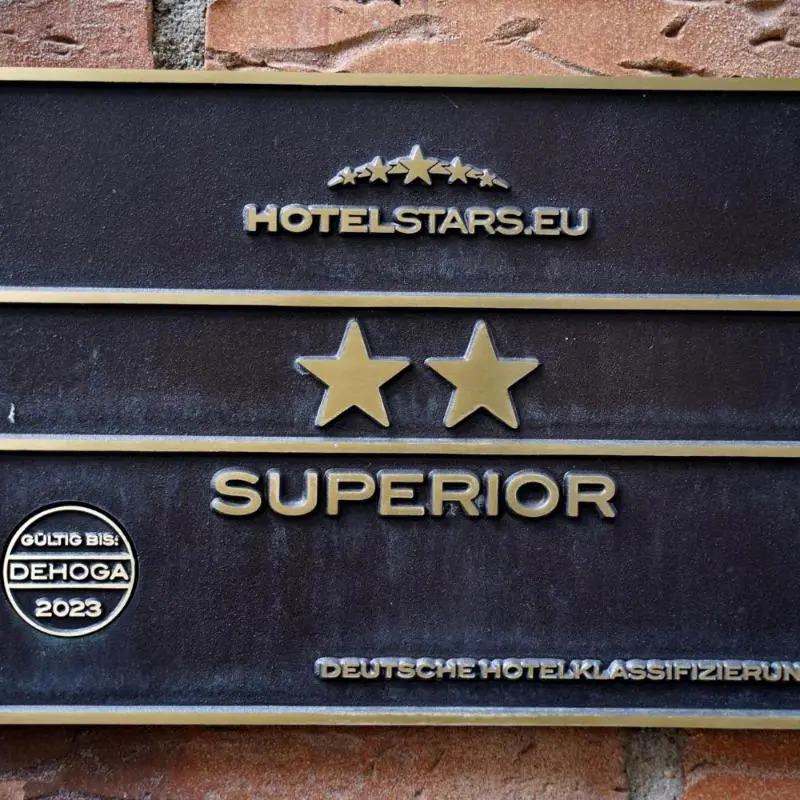 HOTELSTARS.EU
SUPERIOR
GÜLTIG BIS:
DEHOGA
2023
DEUTSCHE HOTELKLASSIFIZIERUN